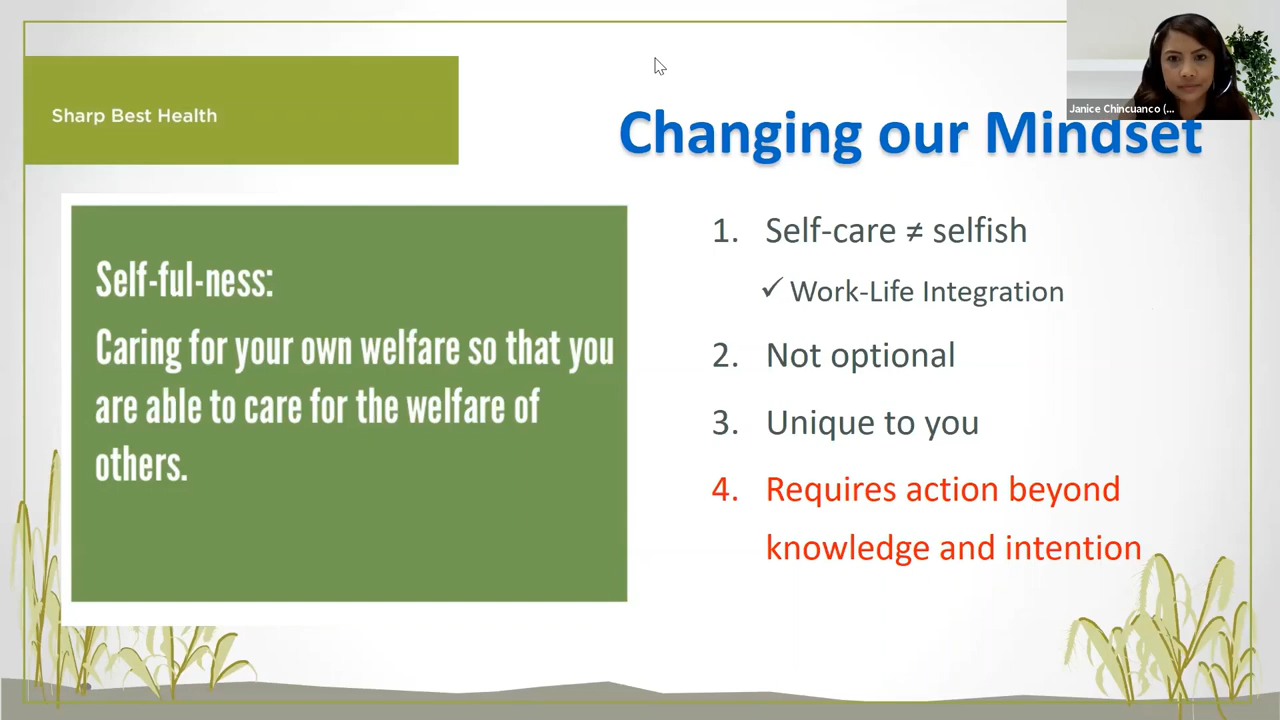 Sharp Best Health
Janice Chincuanco (...
Changing our Mindset
Self-ful-ness:
Caring for your own welfare so that you
are able to care for the welfare of
others.
1. Self-care ≠ selfish
✓ Work-Life Integration
2. Not optional
3. Unique to you
4. Requires action beyond
knowledge and intention